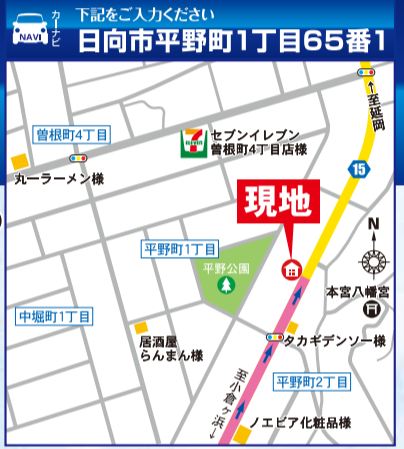 NAVI
カーナビ
下記をご入力ください
日向市平野町1丁目65番1
至延岡
曽根町4丁目
セブンイレブン
曽根町4丁目店様
丸一ラーメン様
15
現地
N
平野町1丁目
平野公園
本宮八幡宮
中堀町1丁目
居酒屋
らんまん様
タカギデンソー様
至小倉ヶ浜
平野町2丁目
ノエビア化粧品様